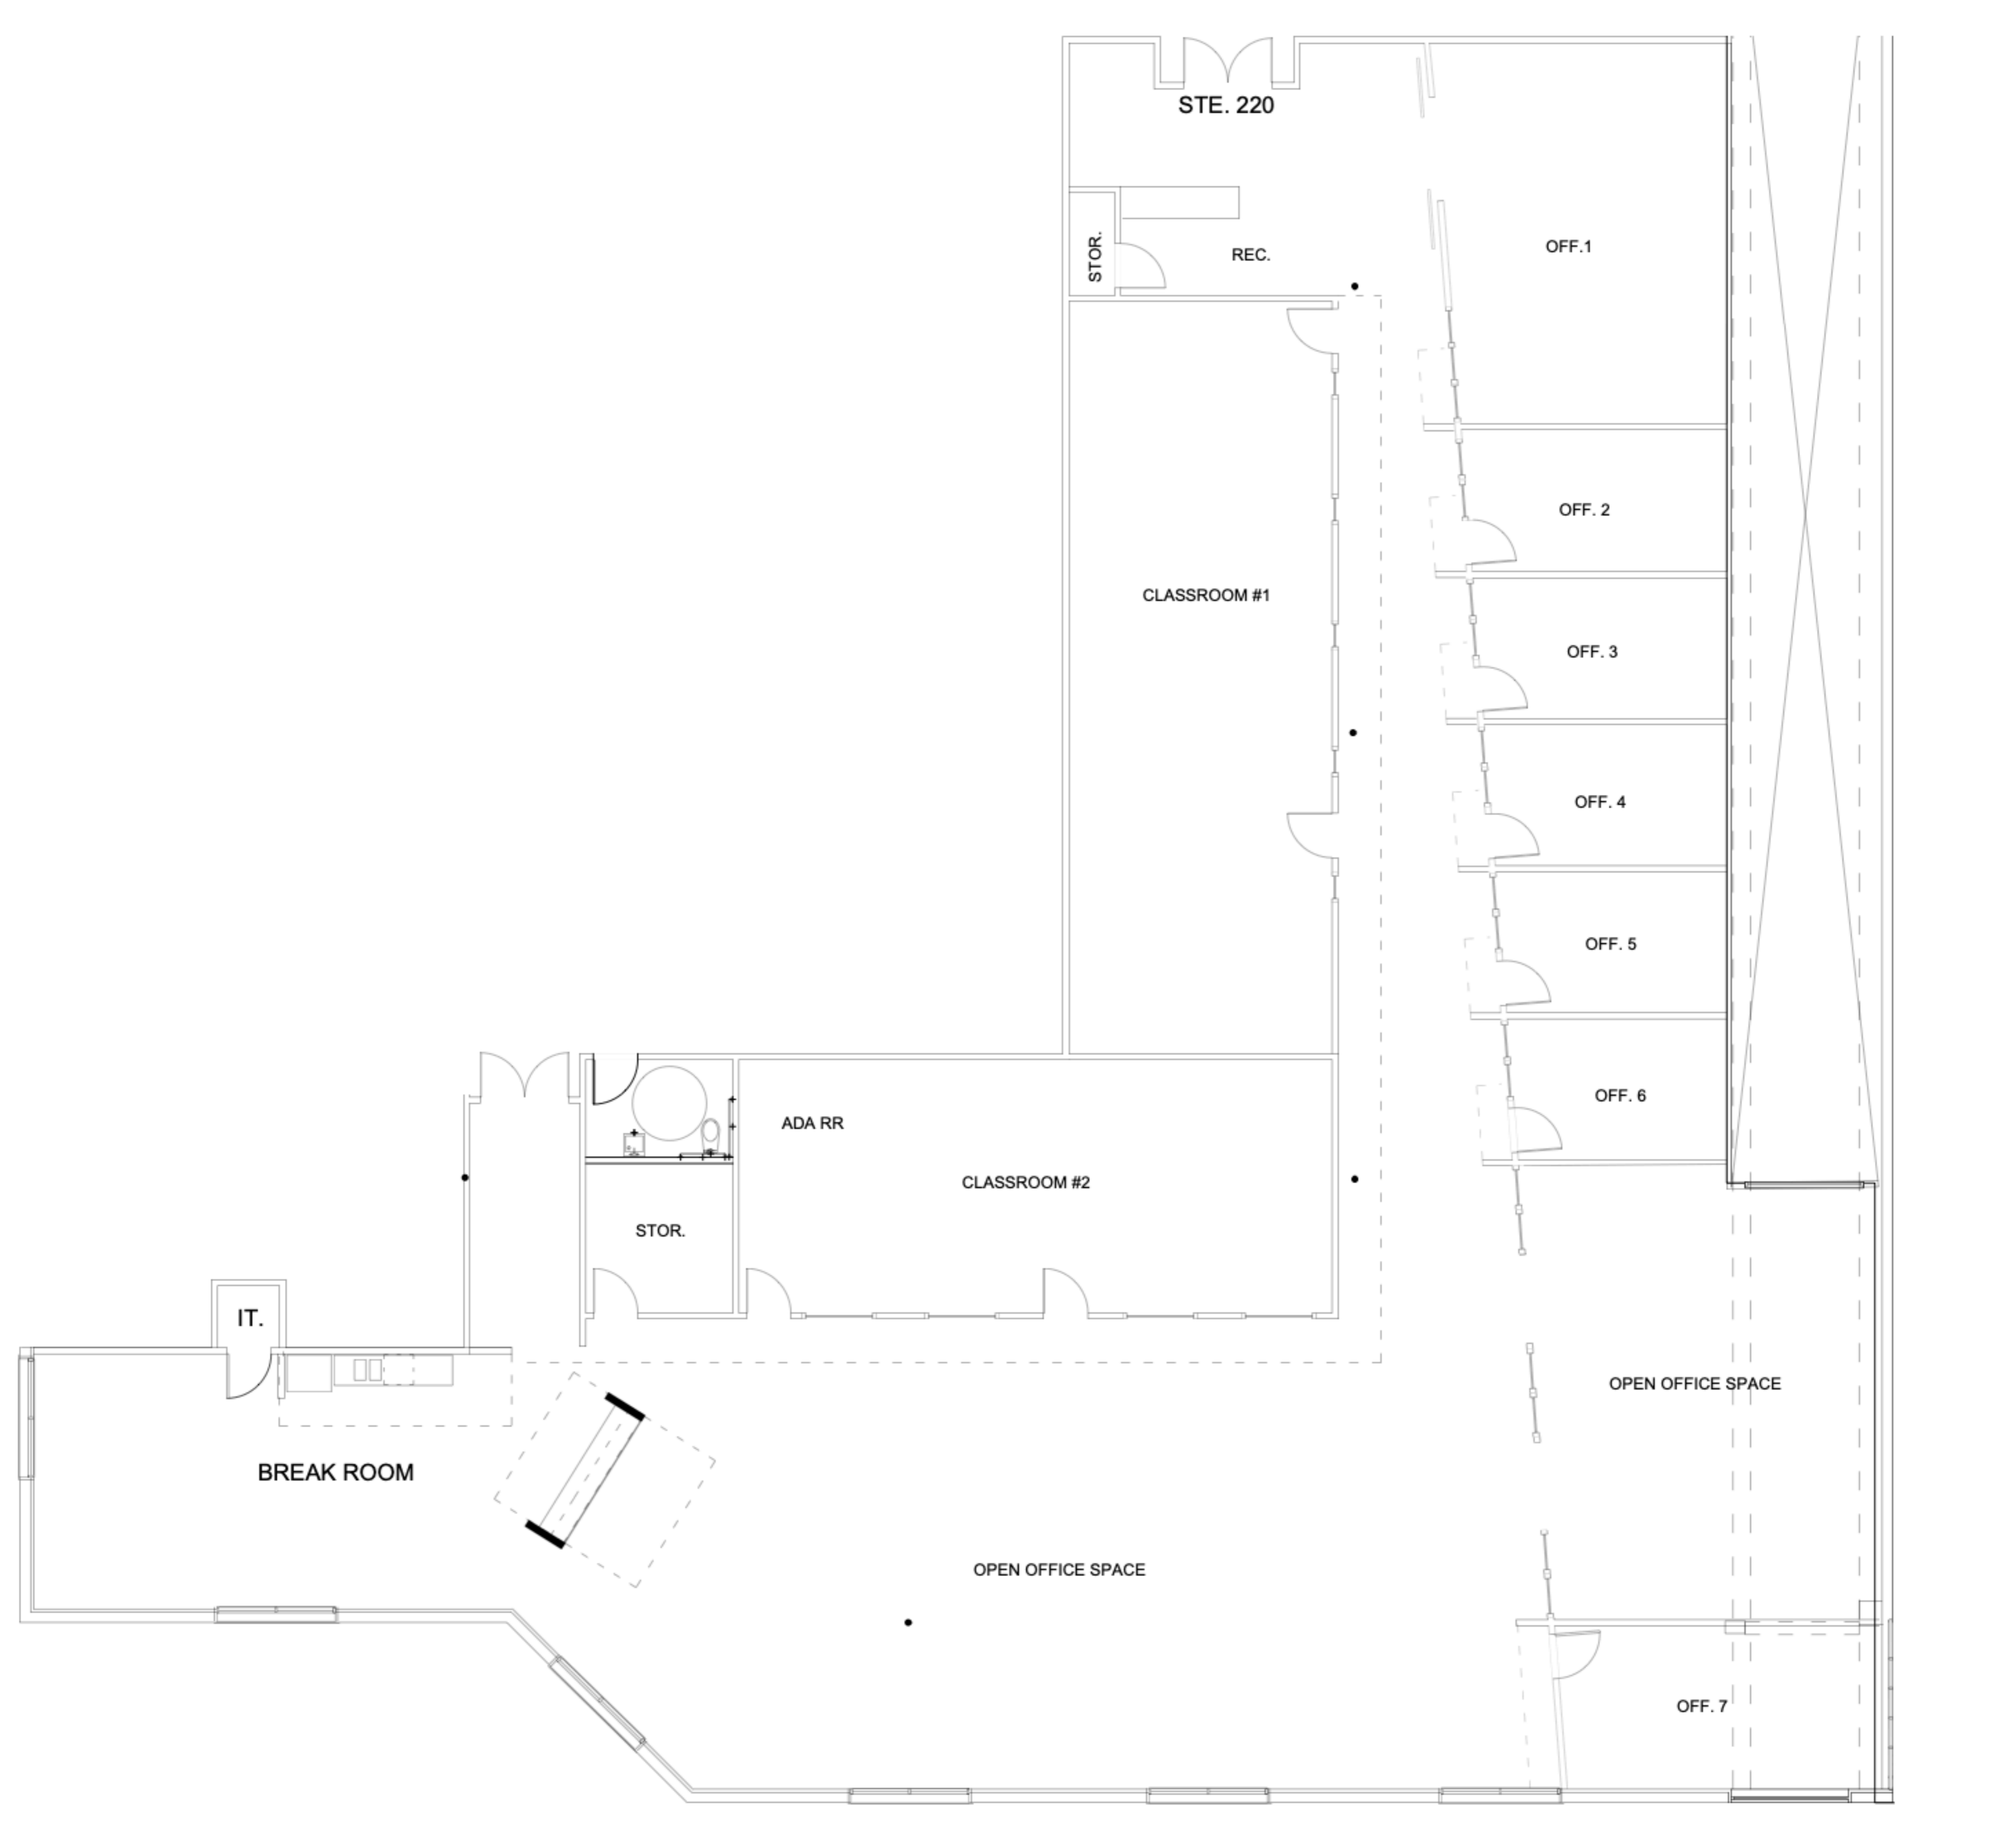 STE. 220
STOR.
REC.
OFF.1
OFF. 2
CLASSROOM #1
OFF. 3
OFF. 4
OFF. 5
OFF. 6
ADA RR
CLASSROOM #2
STOR.
IT.
OPEN OFFICE SPACE
BREAK ROOM
OPEN OFFICE SPACE
OFF. 7